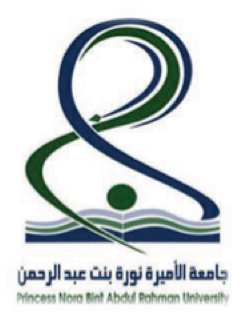 جامعة الأميرة نورة بنت عبد الرحمن
Princess Nora Bint Abdul Rahman University